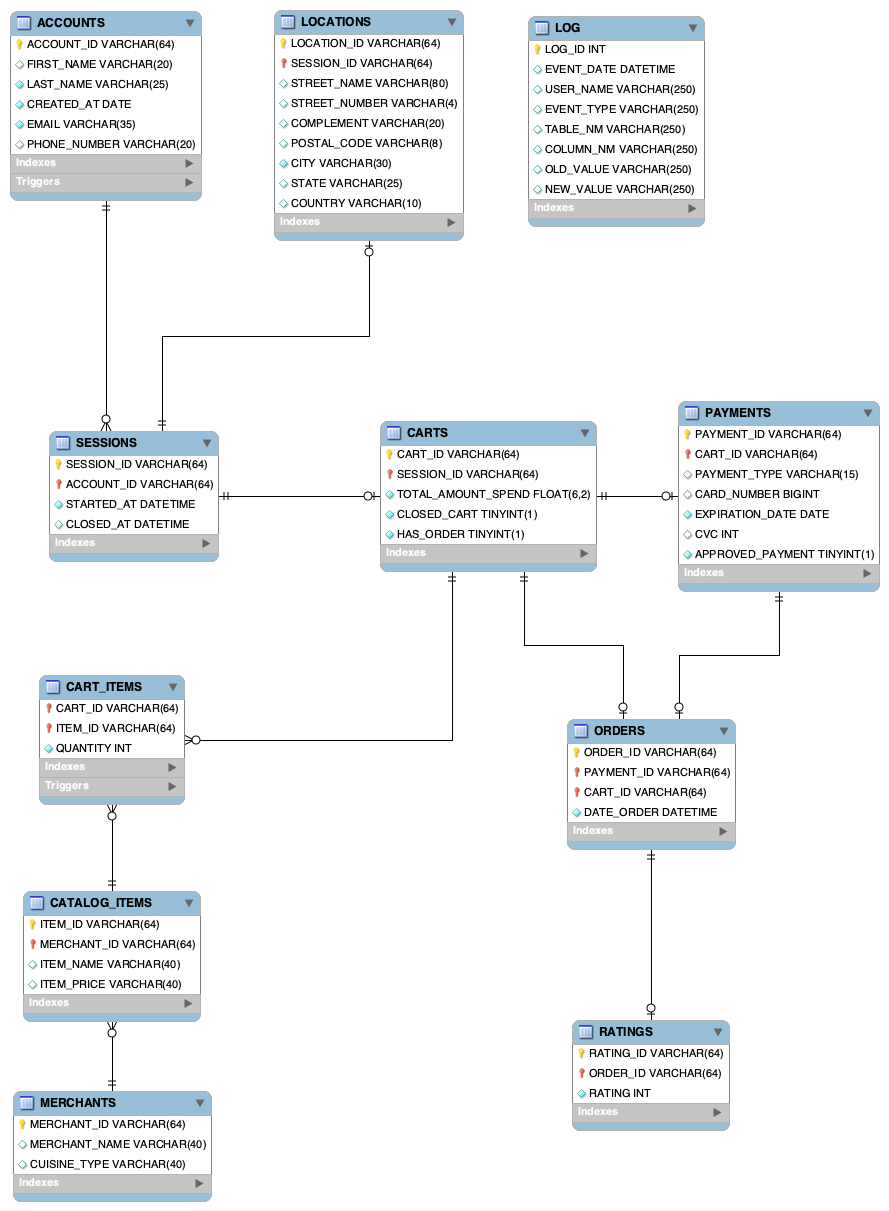 ACCOUNTS
ACCOUNT_ID VARCHAR(64)
FIRST_NAME VARCHAR(20)
LAST_NAME VARCHAR(25)
CREATED_AT DATE
EMAIL VARCHAR(35)
PHONE_NUMBER VARCHAR(20)
Indexes
Triggers
LOCATIONS
LOCATION_ID VARCHAR(64)
SESSION_ID VARCHAR(64)
STREET_NAME VARCHAR(80)
STREET_NUMBER VARCHAR(4)
COMPLEMENT VARCHAR(20)
POSTAL_CODE VARCHAR(8)
CITY VARCHAR(30)
STATE VARCHAR(25)
COUNTRY VARCHAR(10)
Indexes
LOG
LOG_ID INT
EVENT_DATE DATETIME
USER_NAME VARCHAR(250)
EVENT_TYPE VARCHAR(250)
TABLE_NM VARCHAR(250)
COLUMN_NM VARCHAR(250)
OLD_VALUE VARCHAR(250)
NEW_VALUE VARCHAR(250)
Indexes
SESSIONS
SESSION_ID VARCHAR(64)
ACCOUNT_ID VARCHAR(64)
STARTED_AT DATETIME
CLOSED_AT DATETIME
Indexes
CARTS
CART_ID VARCHAR(64)
SESSION_ID VARCHAR(64)
TOTAL_AMOUNT_SPEND FLOAT(6,2)
CLOSED_CART TINYINT(1)
HAS_ORDER TINYINT(1)
Indexes
PAYMENTS
PAYMENT_ID VARCHAR(64)
CART_ID VARCHAR(64)
PAYMENT_TYPE VARCHAR(15)
CARD_NUMBER BIGINT
EXPIRATION_DATE DATE
CVC INT
APPROVED_PAYMENT TINYINT(1)
Indexes
CART_ITEMS
CART_ID VARCHAR(64)
ITEM_ID VARCHAR(64)
QUANTITY INT
Indexes
Triggers
ORDERS
ORDER_ID VARCHAR(64)
PAYMENT_ID VARCHAR(64)
CART_ID VARCHAR(64)
DATE_ORDER DATETIME
Indexes
CATALOG_ITEMS
ITEM_ID VARCHAR(64)
MERCHANT_ID VARCHAR(64)
ITEM_NAME VARCHAR(40)
ITEM_PRICE VARCHAR(40)
Indexes
RATINGS
RATING_ID VARCHAR(64)
ORDER_ID VARCHAR(64)
RATING INT
Indexes
MERCHANTS
MERCHANT_ID VARCHAR(64)
MERCHANT_NAME VARCHAR(40)
CUISINE_TYPE VARCHAR(40)
Indexes